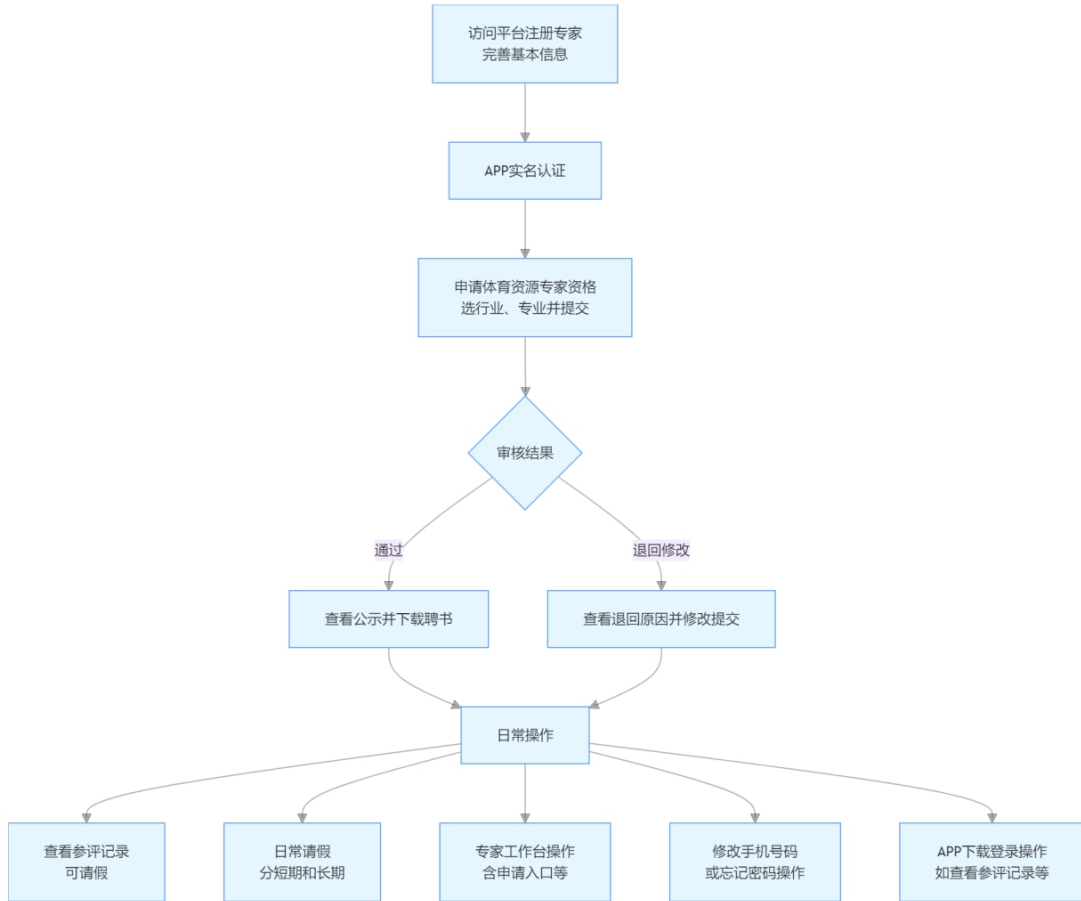 访问平台注册专家
完善基本信息
APP实名认证
申请体育资源专家资格
选行业、专业并提交
审核结果
通过
退回修改
查看公示并下载聘书
查看退回原因并修改提交
日常操作
查看参评记录
可请假
日常请假
分短期和长期
专家工作台操作
含申请入口等
修改手机号码
或忘记密码操作
APP下载登录操作
如查看参评记录等